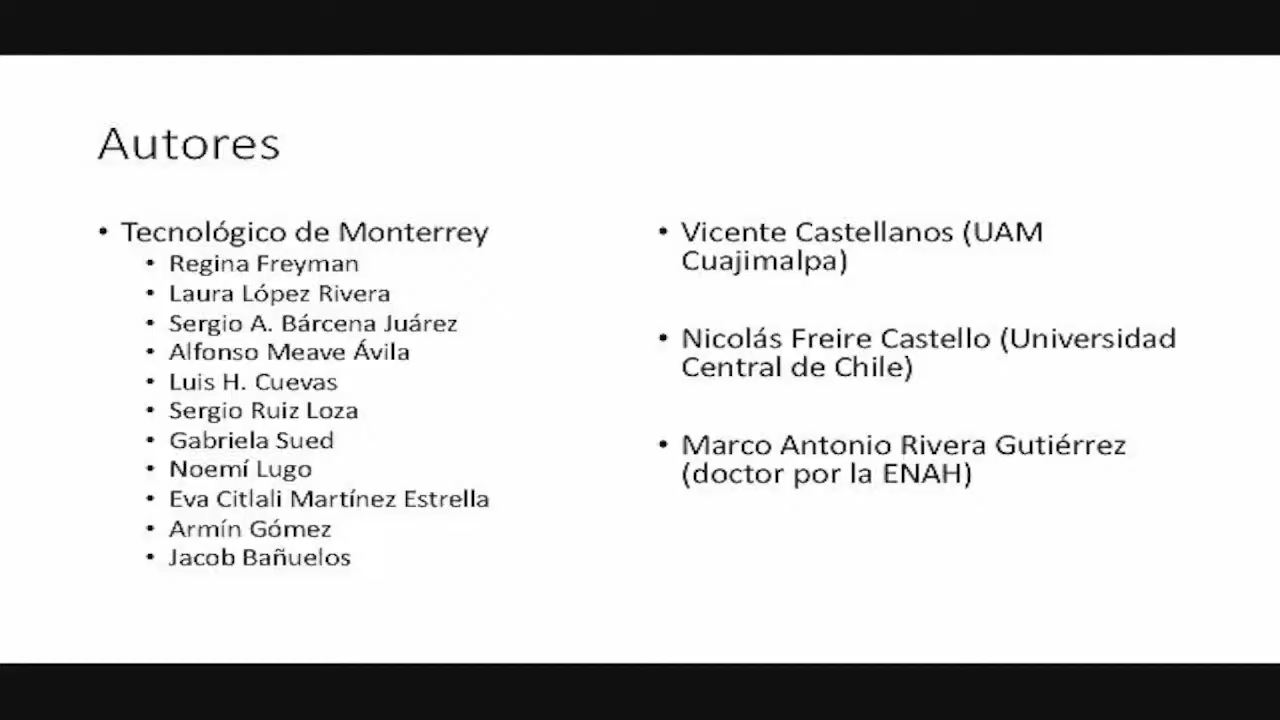 Autores
• Tecnológico de Monterrey
• Regina Freyman
• Laura López Rivera
• Sergio A. Bárcena Juárez
• Alfonso Meave Ávila
• Luis H. Cuevas
• Sergio Ruiz Loza
• Gabriela Sued
• Noemí Lugo
• Eva Citlali Martínez Estrella
• Armín Gómez
• Jacob Bañuelos
• Vicente Castellanos (UAM
Cuajimalpa)
• Nicolás Freire Castello (Universidad
Central de Chile)
• Marco Antonio Rivera Gutiérrez
(doctor por la ENAH)